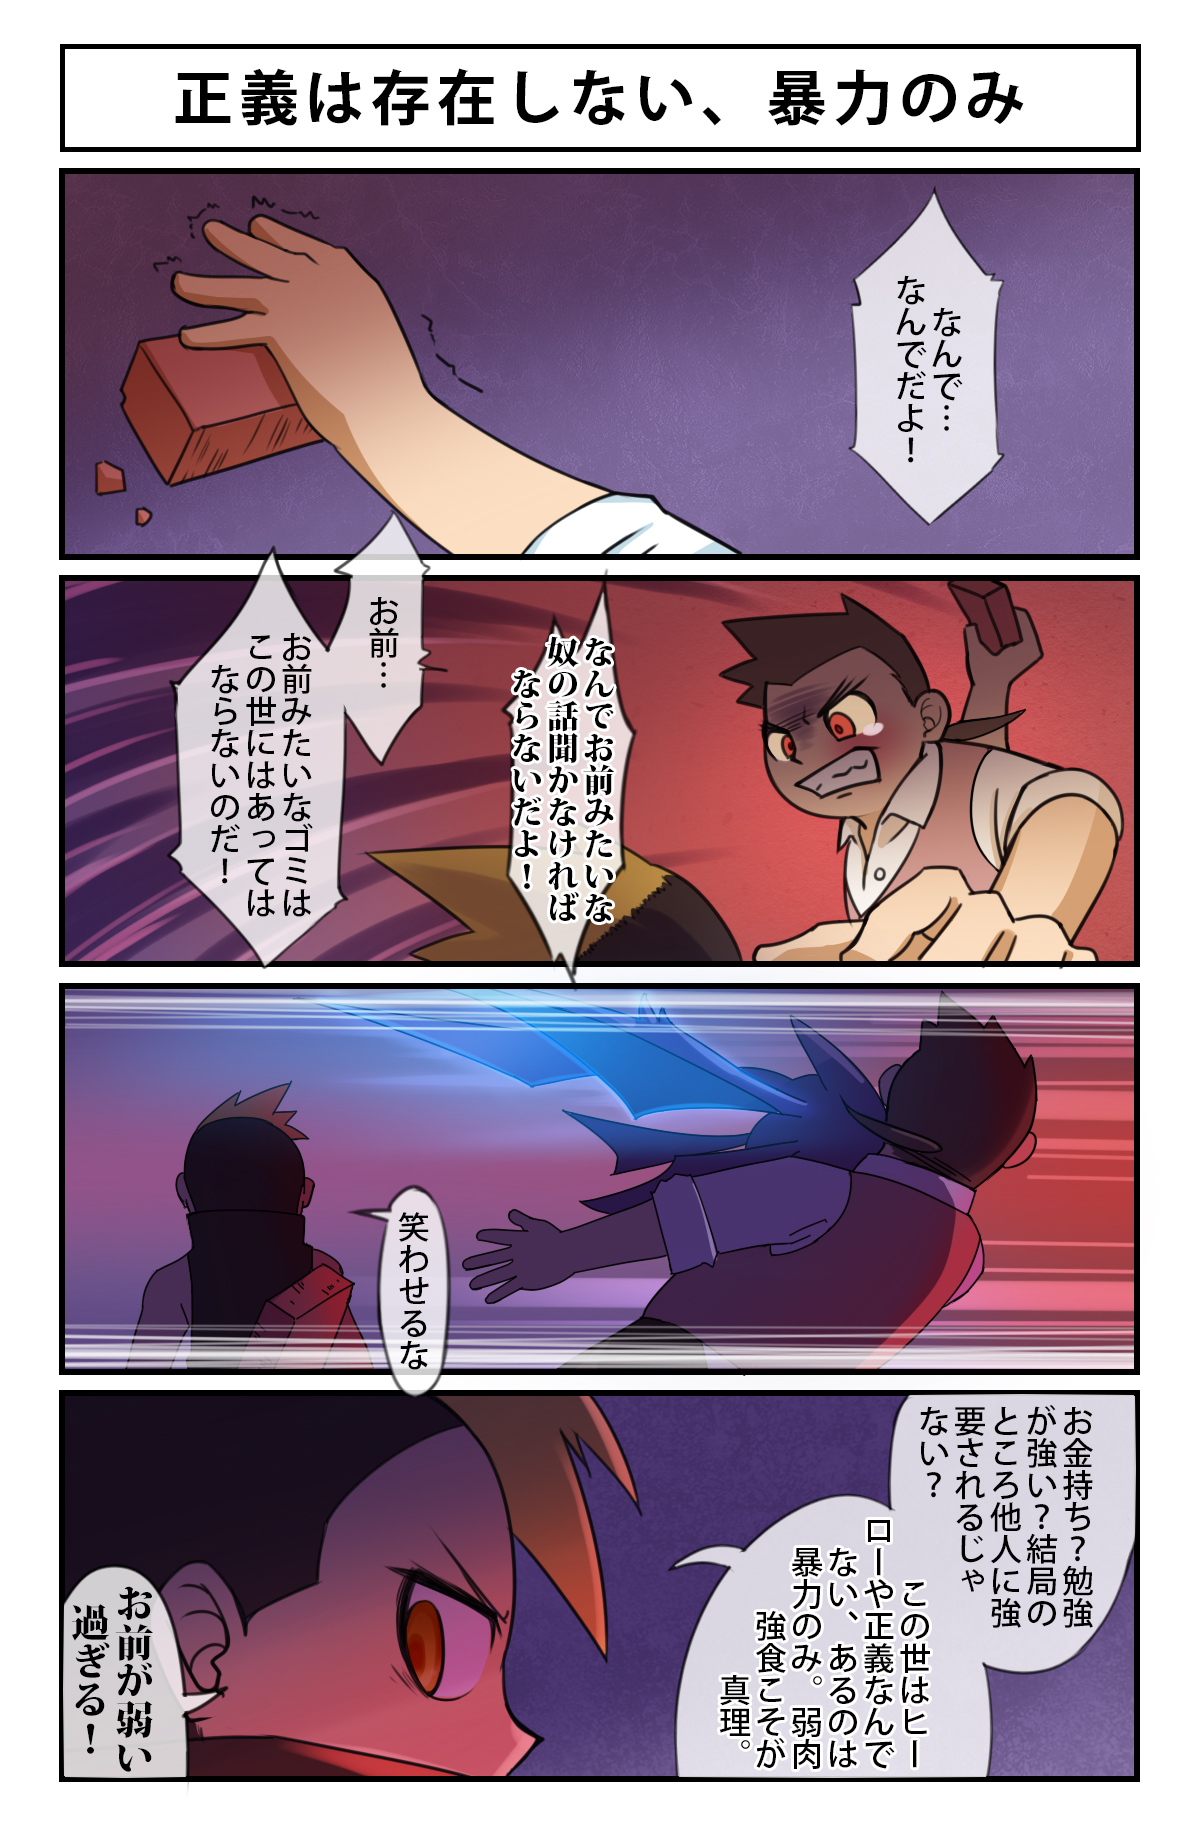 正義は存在しない、暴力のみ
なんで…
なんでだよ！
なんでお前みたいな
奴の話聞かなければ
ならないだよ！
お前…
お前みたいなゴミは
この世にはあっては
ならないのだ！
笑わせるな
お金持ち？勉強
が強い？結局の
ところ他人に強
要されるじゃ
ない？
この世はヒー
ローや正義なんで
ない、あるのは
暴力のみ。弱肉
強食こそが
真理。
お前が弱い
過ぎる！